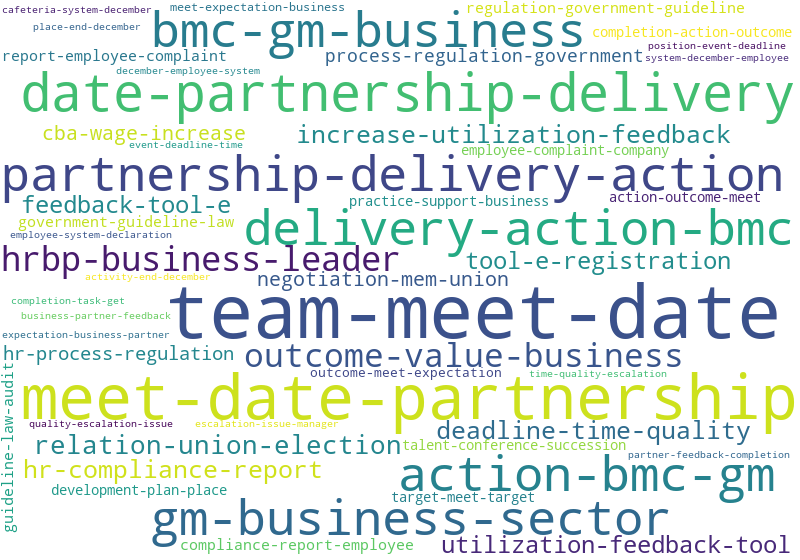 cafeteria-system-december
meet-expectation-business
regulation-government-guideline
place-end-december
bmc-gm-business
completion-action-outcome
report-employee-complaint
process-regulation-government
position-event-deadline
system-december-employee
december-employee-system
date-partnership-delivery
cba-wage-increase
increase-utilization-feedback
event-deadline-time
employee-complaint-company
partnership-delivery-action
feedback-tool-e
practice-support-business
action-outcome-meet
government-guideline-law
delivery-action-bmc
employee-system-declaration
hrbp-business-leader
tool-e-registration
activity-end-december
negotiation-mem-union
completion-task-get
team-meet-date
business-partner-feedback
expectation-business-partner
hr-process-regulation
outcome-value-business
guideline-law-audit
outcome-meet-expectation
time-quality-escalation
meet-date-partnership
quality-escalation-issue
escalation-issue-manager
deadline-time-quality
relation-union-election
talent-conference-succession
partner-feedback-completion
hr-compliance-report
action-bmc-gm
development-plan-place
target-meet-target
gm-business-sector
compliance-report-employee
utilization-feedback-tool